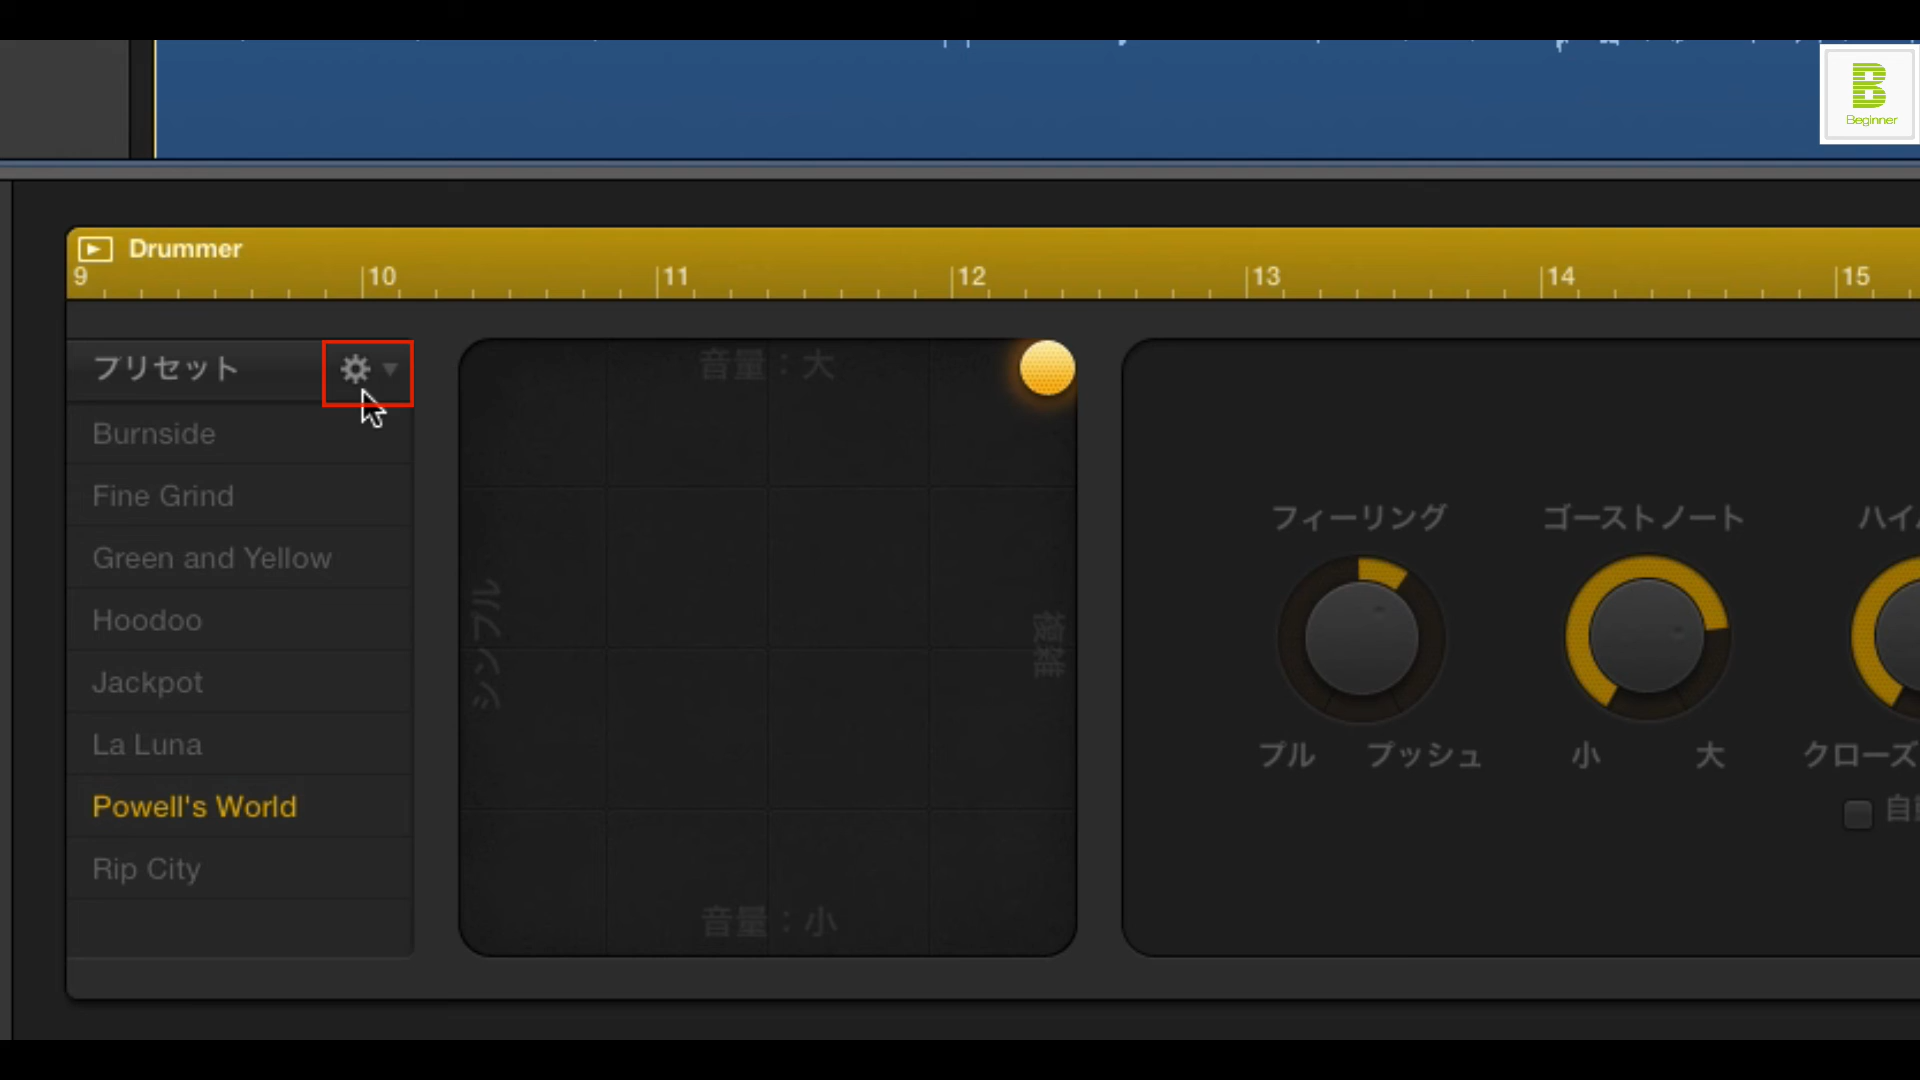 B
Beginner
Drummer
9 10 11 12 13 14 15
プリセット
Burnside
Fine Grind
Green and Yellow
Hoodoo
Jackpot
La Luna
Powell's World
Rip City
音量：大
シンプル
複雑
音量：小
フィーリング
プル プッシュ
ゴーストノート
小 大
ハイ
クローズ
自